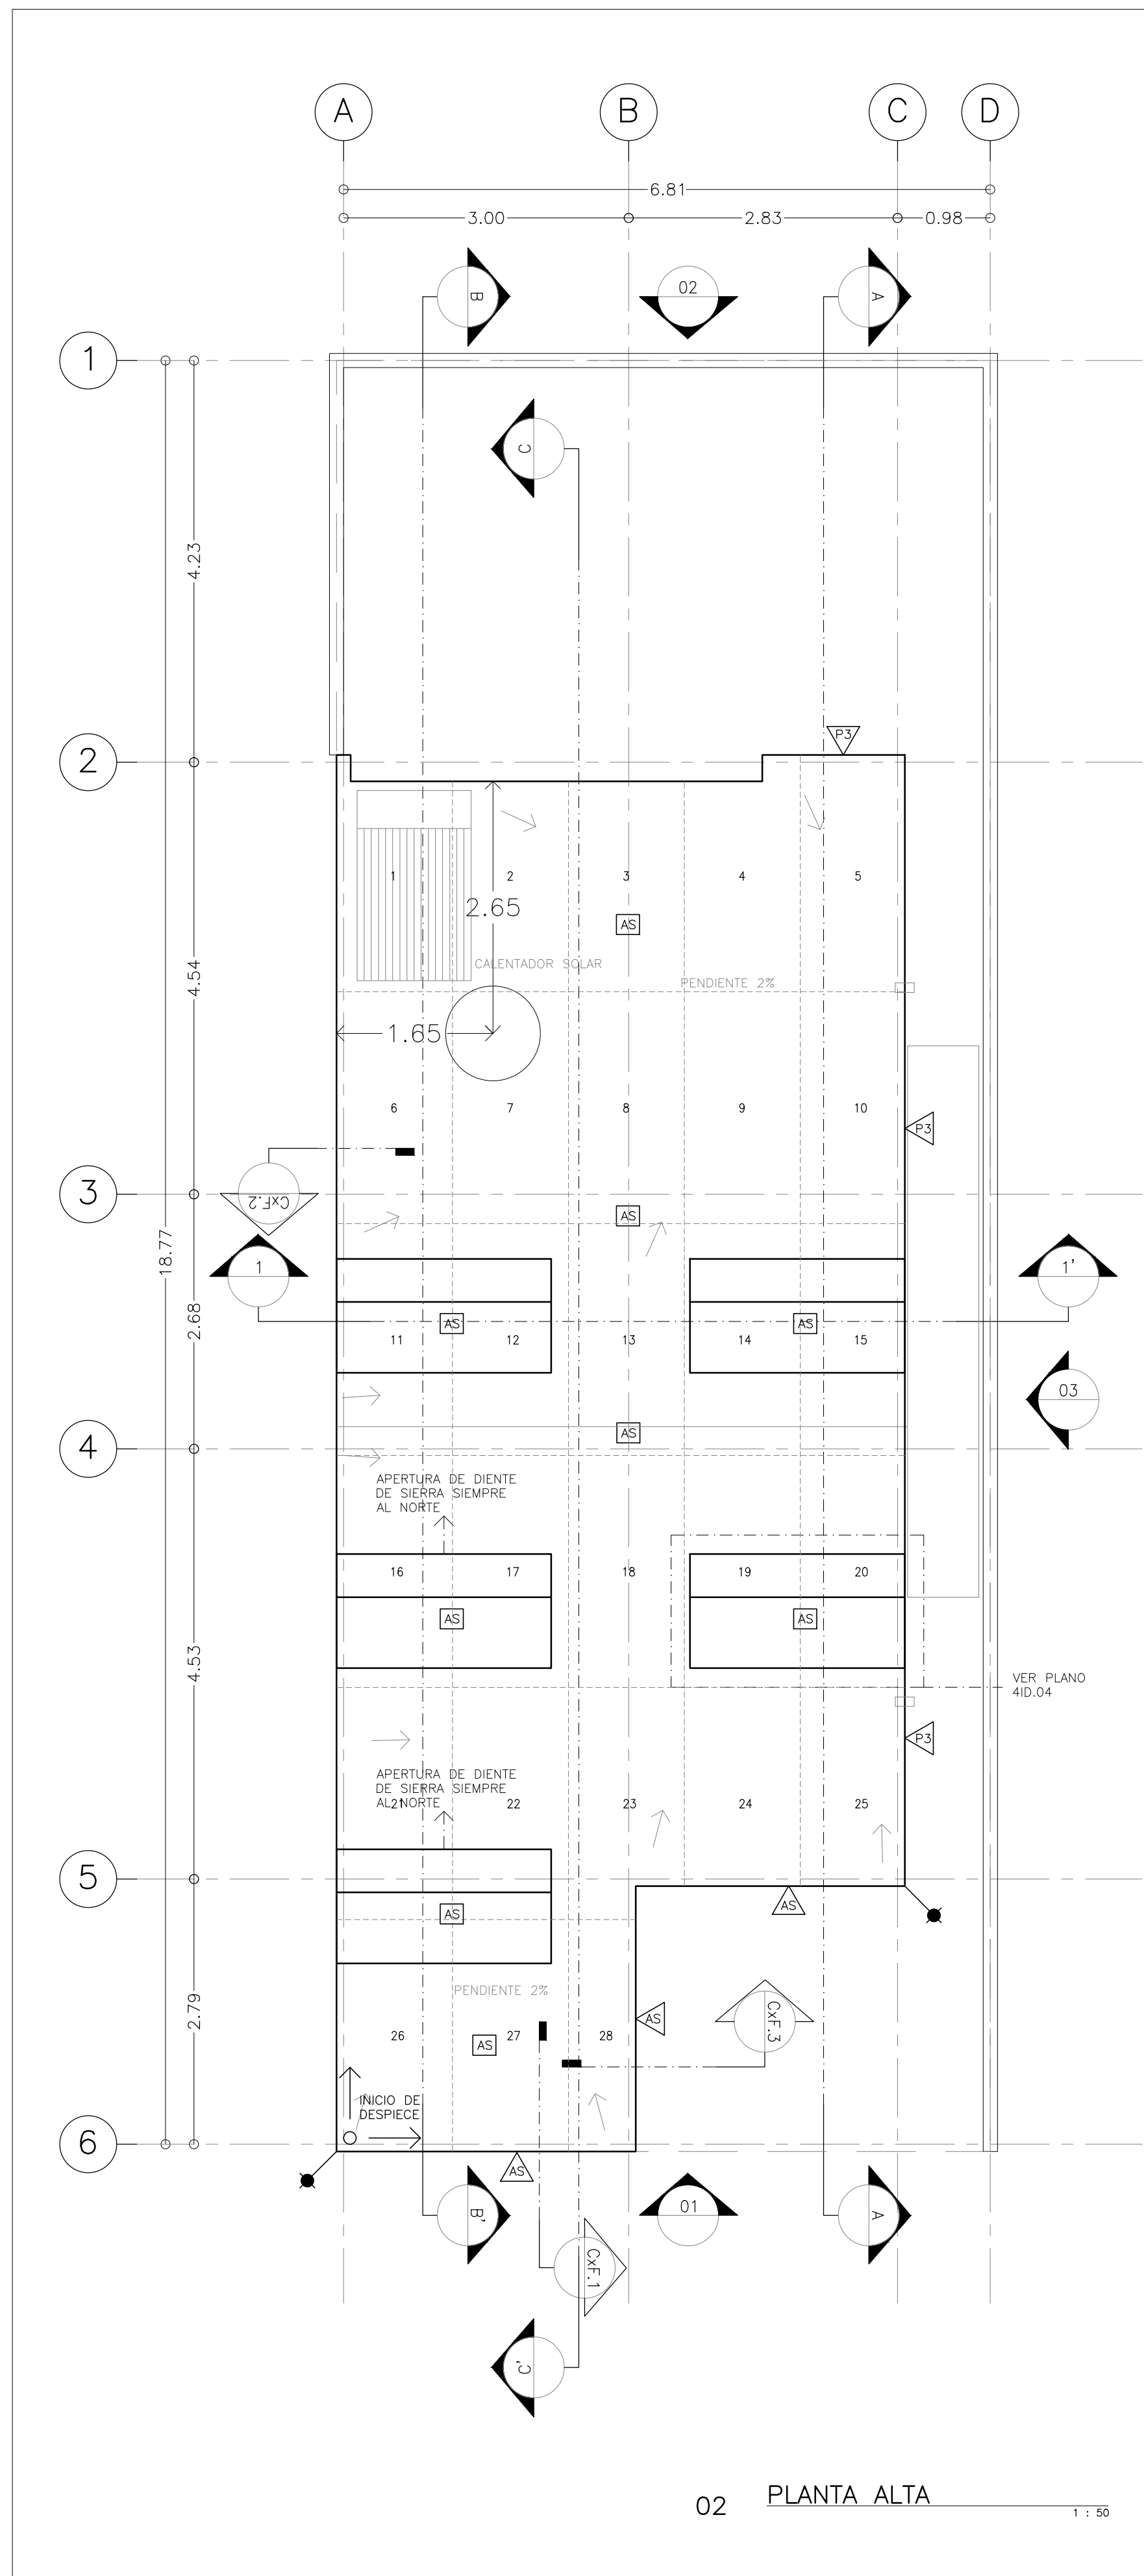 A B C D
6.81
3.00 2.83 0.98
B 02 A
1
C
4.23
P3
2
1 2 3 4 5
2.65
AS
CALENTADOR SOLAR
4.54
PENDIENTE 2%
1.65
6 7 8 9 10
P3
3
CxF.2
AS
18.77
1 1'
2.68
AS AS
11 12 13 14 15
03
AS
4
APERTURA DE DIENTE
DE SIERRA SIEMPRE
AL NORTE
16 17 18 19 20
AS AS
4.53
VER PLANO
4ID.04
P3
APERTURA DE DIENTE
DE SIERRA SIEMPRE
AL NORTE
21 22 23 24 25
5
AS
AS
PENDIENTE 2%
2.79
AS
CxF.3
26 27 28
AS
INICIO DE
DESPIECE
6
AS
B' 01 A
CxF.1
C'
02 PLANTA ALTA
1 : 50